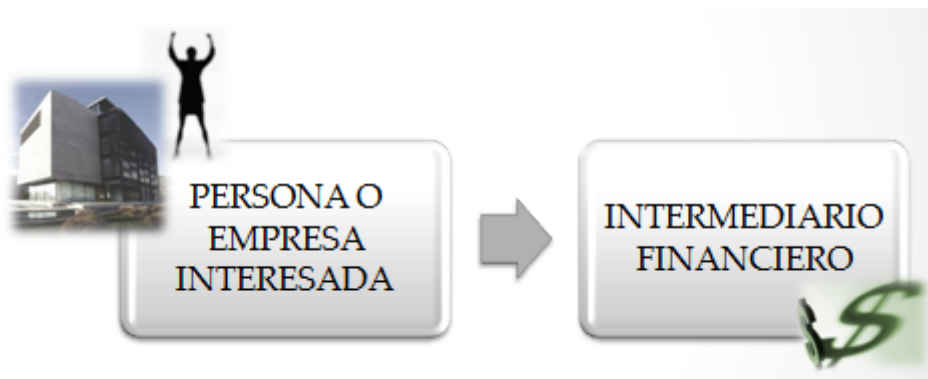 PERSONA O
EMPRESA
INTERESADA
INTERMEDIARIO
FINANCIERO
$